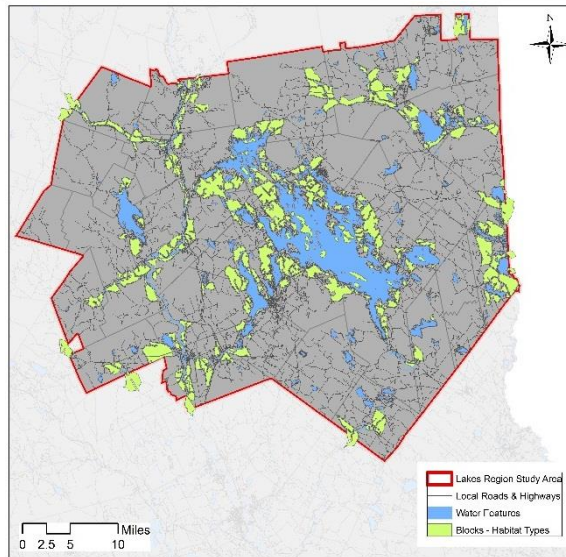 N
Lakes Region Study Area
Local Roads & Highways
Water Features
Blocks - Habitat Types
Miles
0 2.5 5 10